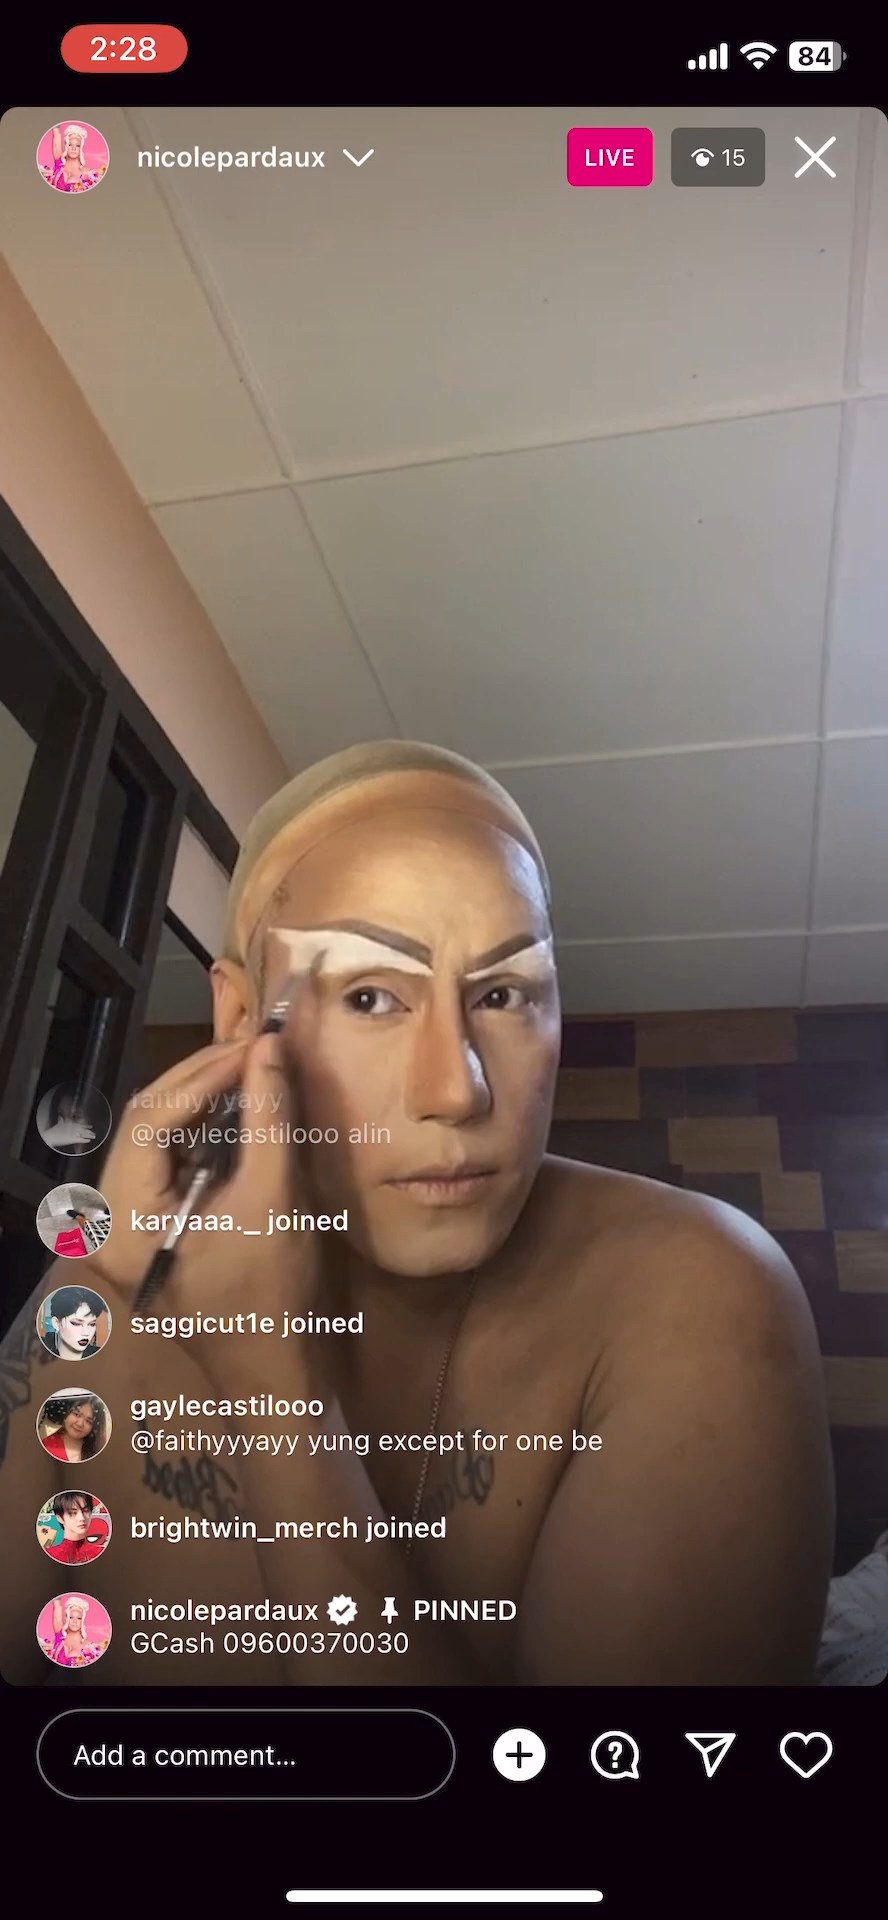 2:28
84
nicolepardaux
LIVE
15
faithyyyayy
@gaylecastilooo alin
karyaaa._ joined
saggicut1e joined
gaylecastilooo
@faithyyyayy yung except for one be
brightwin_merch joined
nicolepardaux PINNED
GCash 09600370030
Add a comment...